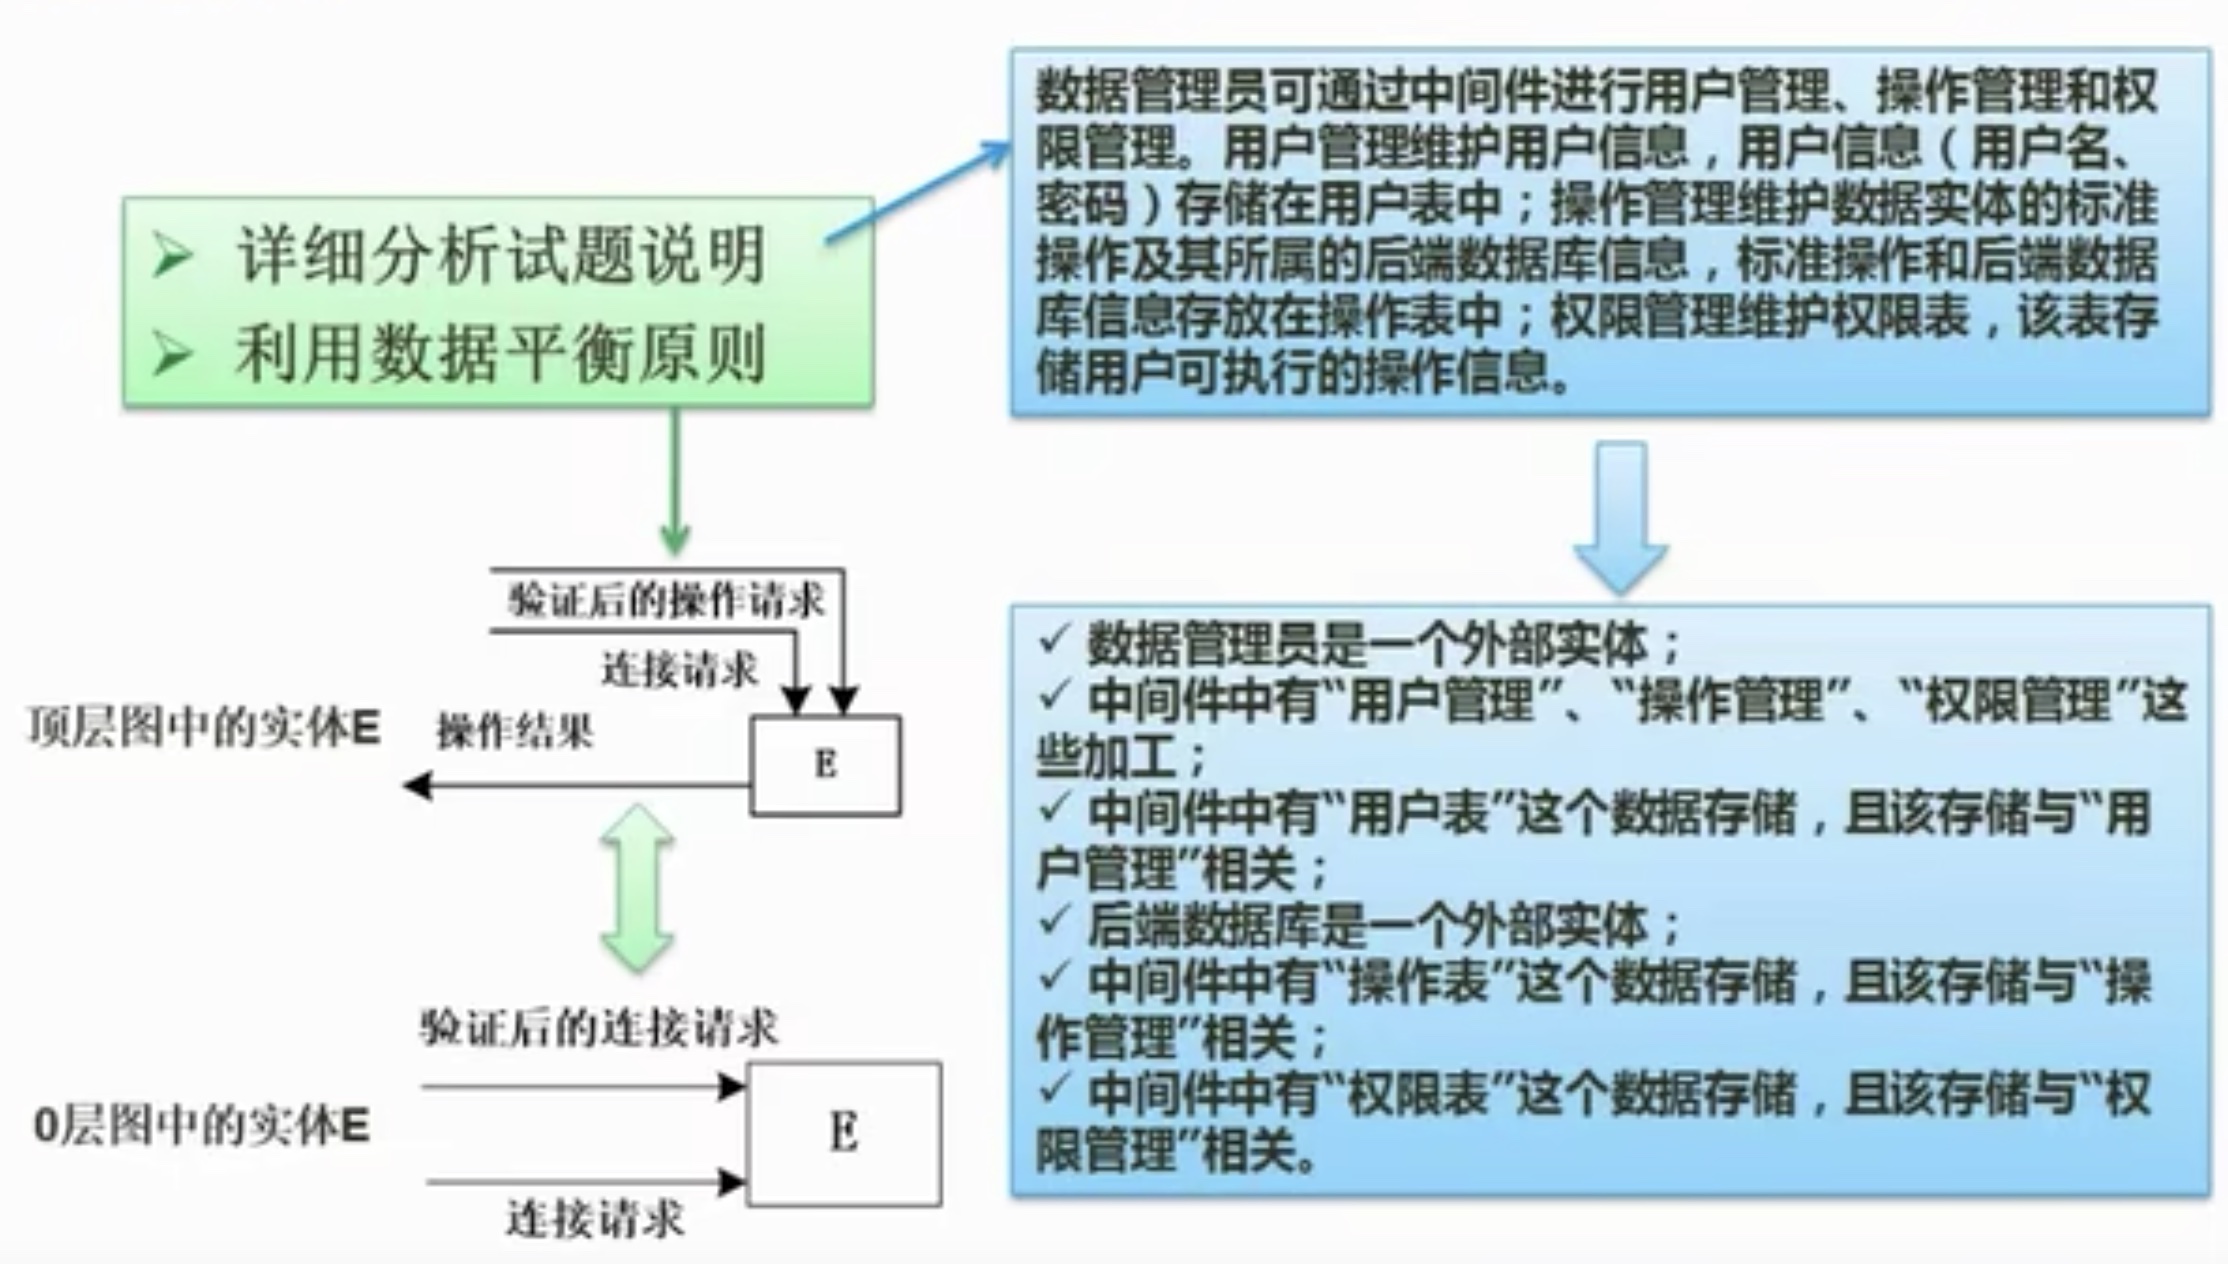 详细分析试题说明
利用数据平衡原则
数据管理员可通过中间件进行用户管理、操作管理和权
限管理。用户管理维护用户信息，用户信息（用户名、
密码）存储在用户表中；操作管理维护数据实体的标准
操作及其所属的后端数据库信息，标准操作和后端数据
库信息存放在操作表中；权限管理维护权限表，该表存
储用户可执行的操作信息。
验证后的操作请求
连接请求
顶层图中的实体E
操作结果
E
验证后的连接请求
0层图中的实体E
E
连接请求
✓ 数据管理员是一个外部实体；
✓ 中间件中有“用户管理”、“操作管理”、“权限管理”这
些加工；
✓ 中间件中有“用户表”这个数据存储，且该存储与“用
户管理”相关；
✓ 后端数据库是一个外部实体；
✓ 中间件中有“操作表”这个数据存储，且该存储与“操
作管理”相关；
✓ 中间件中有“权限表”这个数据存储，且该存储与“权
限管理”相关。